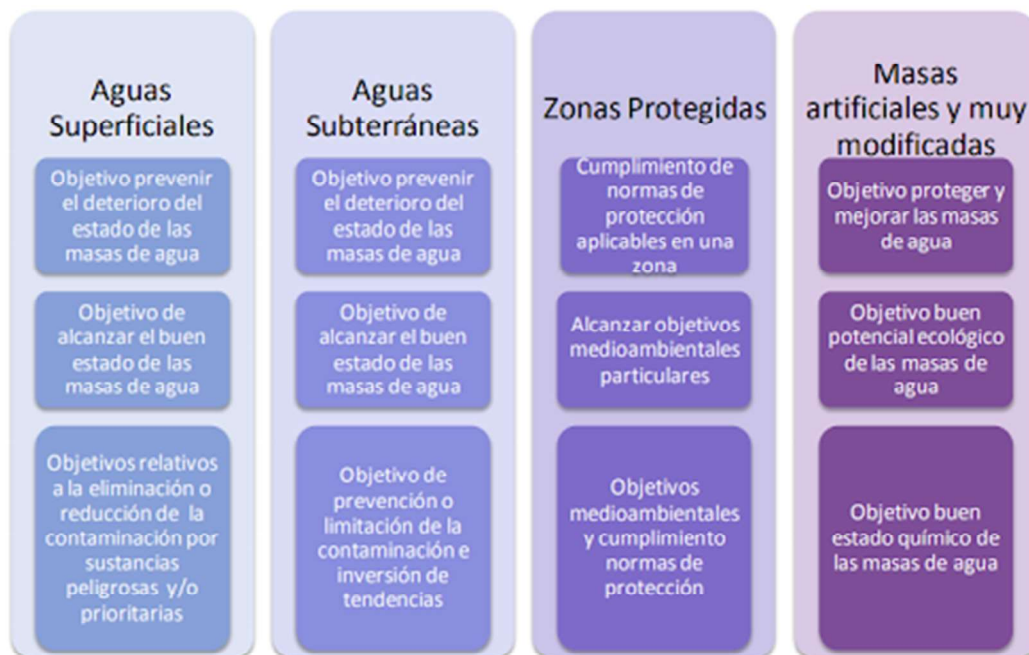 Aguas
Superficiales
Objetivo prevenir
el deterioro del
estado de las
masas de agua
Objetivo de
alcanzar el buen
estado de las
masas de agua
Objetivos relativos
a la eliminación o
reducción de la
contaminación por
sustancias
peligrosas y/o
prioritarias
Aguas
Subterráneas
Objetivo prevenir
el deterioro del
estado de las
masas de agua
Objetivo de
alcanzar el buen
estado de las
masas de agua
Objetivo de
prevención o
limitación de la
contaminación e
inversión de
tendencias
Zonas Protegidas
Cumplimiento de
normas de
protección
aplicables en una
zona
Alcanzar objetivos
medioambientales
particulares
Objetivos
medioambientales
y cumplimiento
normas de
protección
Masas
artificiales y muy
modificadas
Objetivo proteger y
mejorar las masas
de agua
Objetivo buen
potencial ecológico
de las masas de
agua
Objetivo buen
estado químico de
las masas de agua